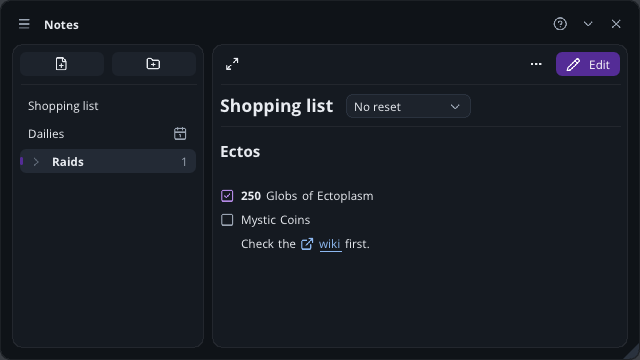 Notes
Edit
Shopping list
Dailies
1
Raids 1
Shopping list No reset
Ectos
250 Globs of Ectoplasm
Mystic Coins
Check the wiki first.